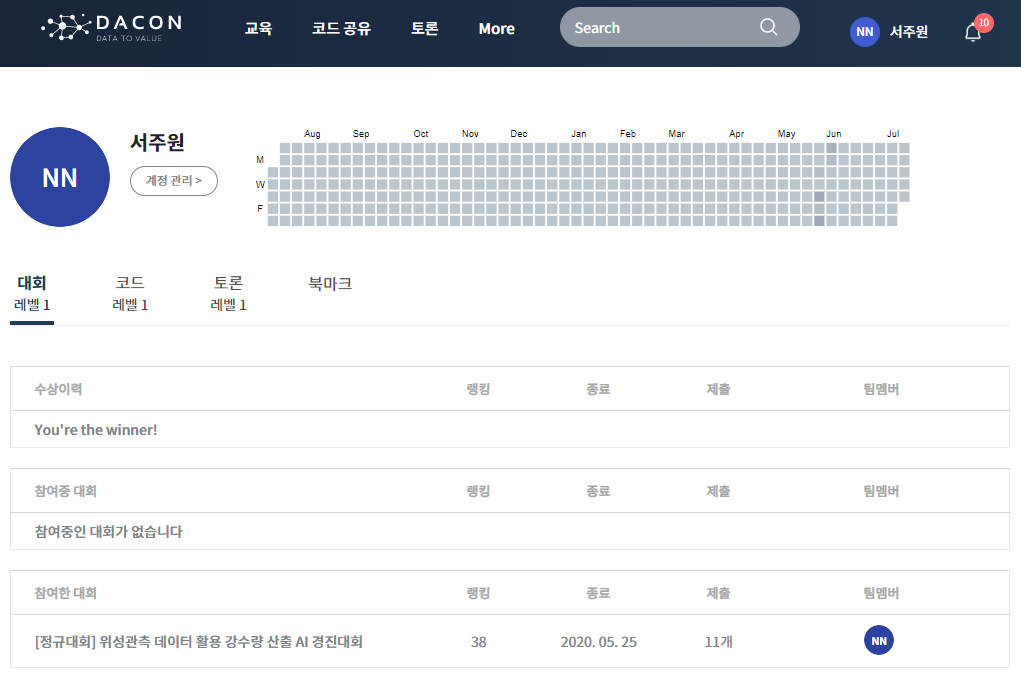 DACON
DATA TO VALUE
교육 코드 공유 토론 More Search NN 서주원 10
NN
서주원
계정 관리 >
Aug Sep Oct Nov Dec Jan Feb Mar Apr May Jun Jul
M
W
F
대회 코드 토론 북마크
레벨 1 레벨 1 레벨 1
수상이력 랭킹 종료 제출 팀멤버
You're the winner!
참여중 대회 랭킹 종료 제출 팀멤버
참여중인 대회가 없습니다
참여한 대회 랭킹 종료 제출 팀멤버
[정규대회] 위성관측 데이터 활용 강수량 산출 AI 경진대회 38 2020. 05. 25 11개 NN